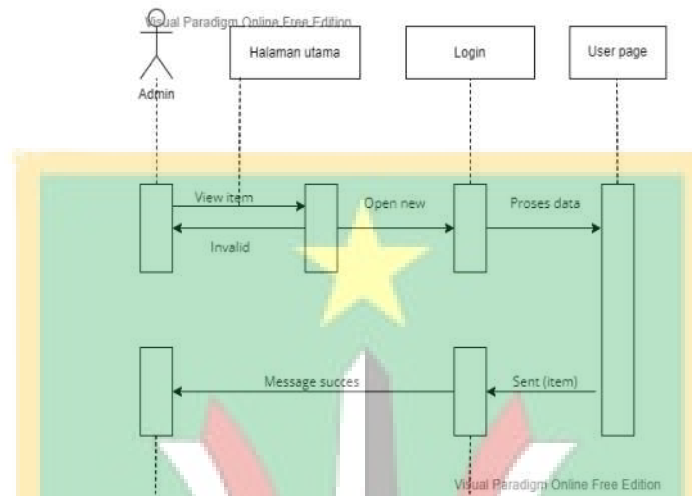 Visual Paradigm Online Free Edition
Halaman utama
Login
User page
Admin
View item
Open new
Proses data
Invalid
Message succes
Sent (item)
Visual Paradigm Online Free Edition